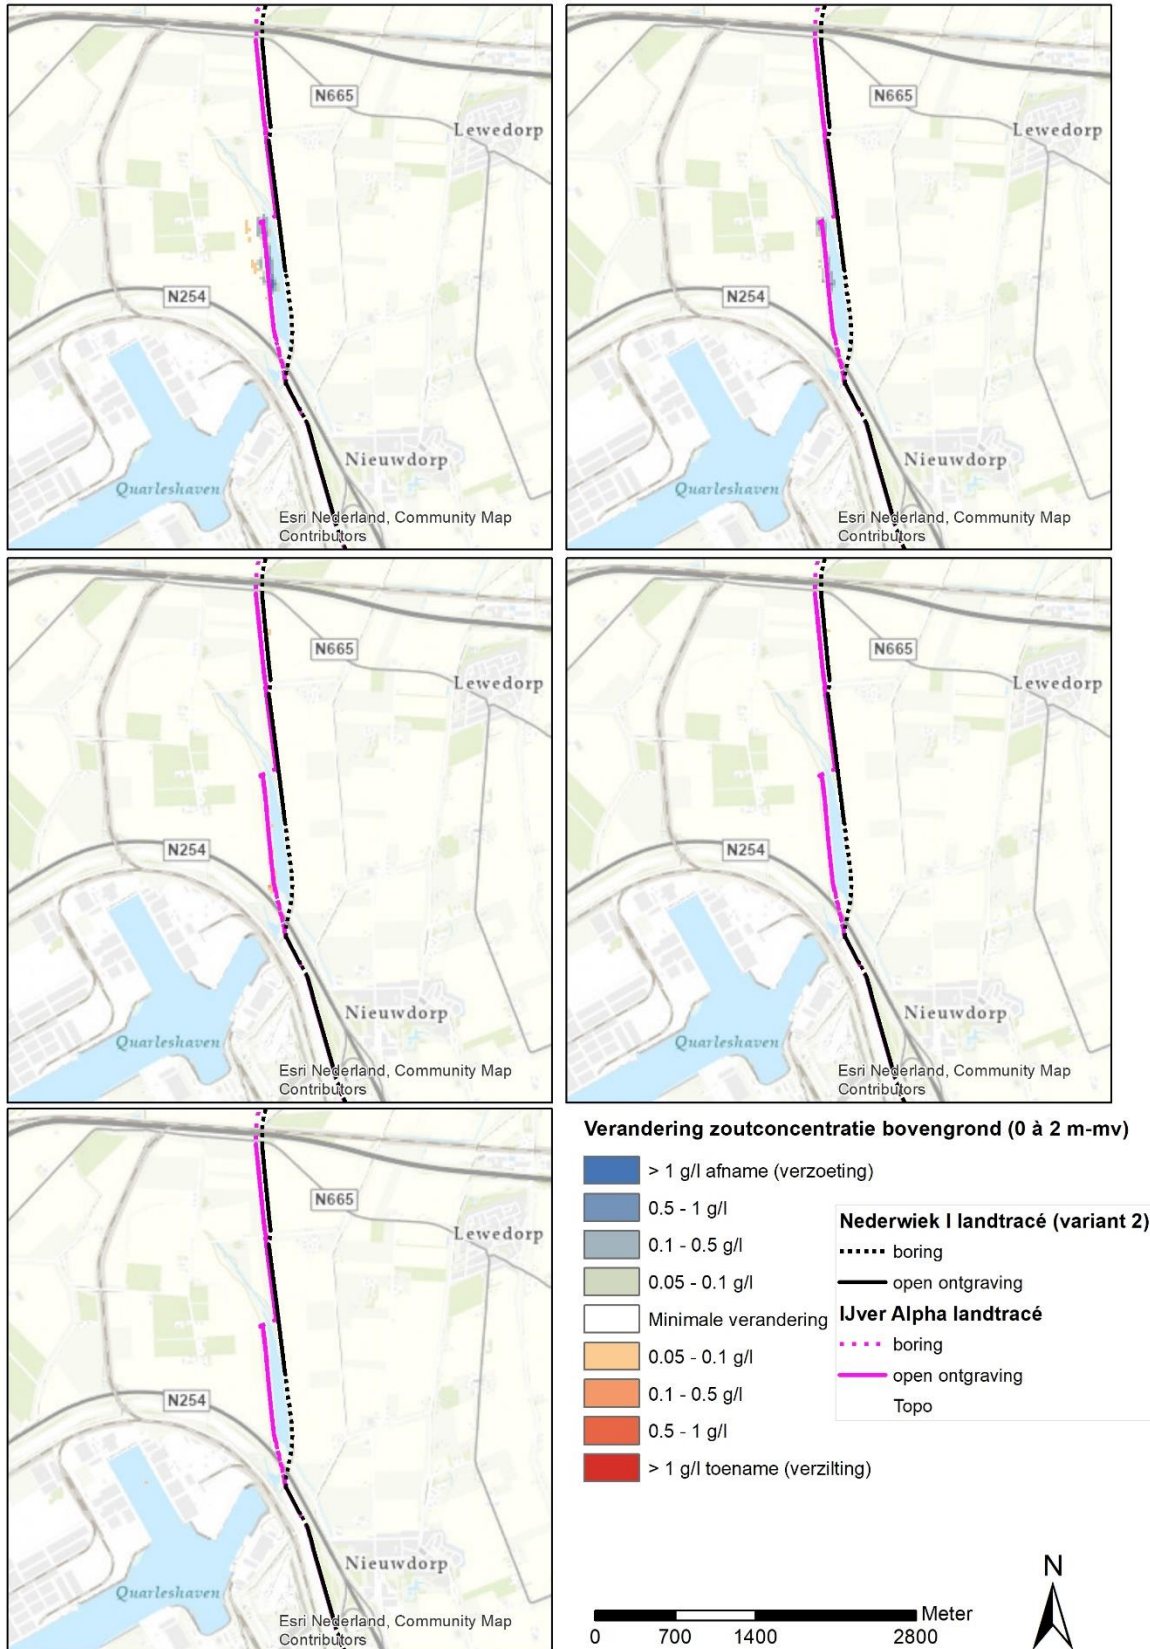 N665
Lewedorp
N254
Nieuwdorp
Quarleshaven
Esri Nederland, Community Map
Contributors
N665
Lewedorp
N254
Nieuwdorp
Quarleshaven
Esri Nederland, Community Map
Contributors
N665
Lewedorp
N254
Nieuwdorp
Quarleshaven
Esri Nederland, Community Map
Contributors
N665
Lewedorp
N254
Nieuwdorp
Quarleshaven
Esri Nederland, Community Map
Contributors
N665
Lewedorp
N254
Nieuwdorp
Quarleshaven
Esri Nederland, Community Map
Contributors
Verandering zoutconcentratie bovengrond (0 à 2 m-mv)
> 1 g/l afname (verzoeting)
0.5 - 1 g/l
0.1 - 0.5 g/l
0.05 - 0.1 g/l
Minimale verandering
0.05 - 0.1 g/l
0.1 - 0.5 g/l
0.5 - 1 g/l
> 1 g/l toename (verzilting)
Nederwiek I landtracé (variant 2)
boring
open ontgraving
IJver Alpha landtracé
boring
open ontgraving
Topo
Meter
0 700 1400 2800
N